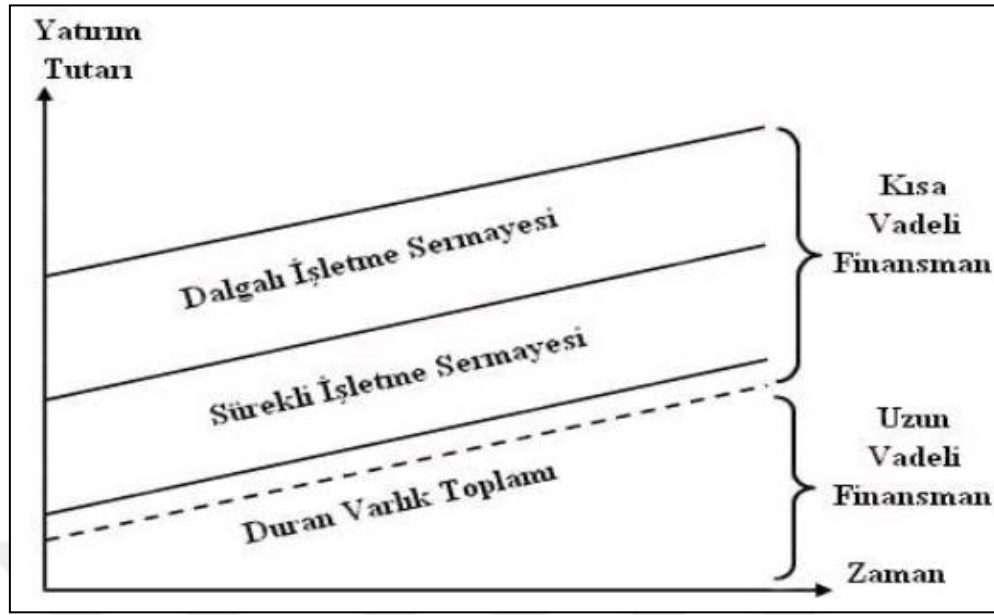 Yatırım
Tutarı
Dalgalı İşletme Sermayesi
Kısa
Vadeli
Finansman
Sürekli İşletme Sermayesi
Duran Varlık Toplamı
Uzun
Vadeli
Finansman
Zaman